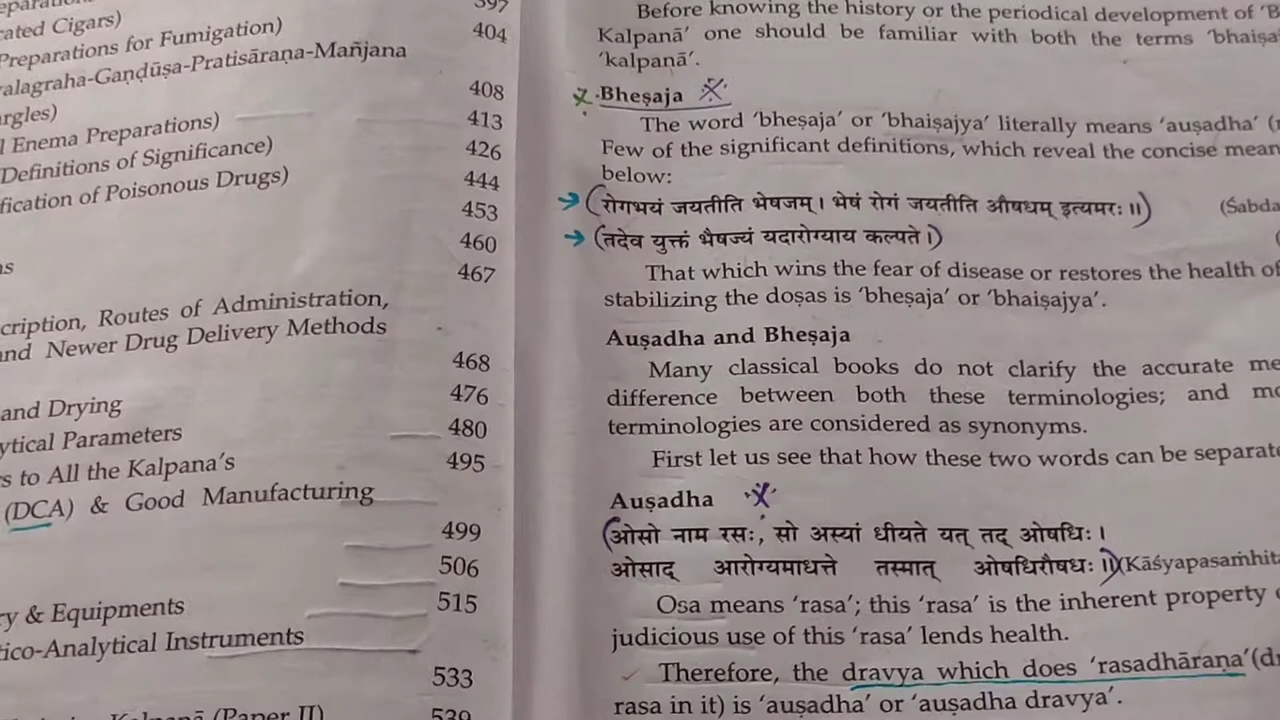 397
cated Cigars)
404
Preparations for Fumigation)
alagraha-Gaṇḍūṣa-Pratisāraṇa-Mañjana
408
rgles)
413
l Enema Preparations)
426
Definitions of Significance)
444
fication of Poisonous Drugs)
453
460
ns
467
cription, Routes of Administration,
and Newer Drug Delivery Methods
468
476
and Drying
480
ytical Parameters
495
s to All the Kalpana's
(DCA) & Good Manufacturing
499
506
515
ry & Equipments
ico-Analytical Instruments
533
539
Kalpanā (Paper II)
Before knowing the history or the periodical development of 'B
Kalpanā' one should be familiar with both the terms 'bhaiṣa
'kalpanā'.
Bheṣaja
The word 'bheṣaja' or 'bhaiṣajya' literally means 'auṣadha' (
Few of the significant definitions, which reveal the concise mean
below:
(रोगभयं जयतीति भेषजम्। भेषं रोगं जयतीति औषधम् इत्यमरः॥) (Śabda
(तदेव युक्तं भैषज्यं यदारोग्याय कल्पते।) (
That which wins the fear of disease or restores the health of
stabilizing the doṣas is 'bheṣaja' or 'bhaiṣajya'.
Auṣadha and Bheṣaja
Many classical books do not clarify the accurate me
difference between both these terminologies; and mo
terminologies are considered as synonyms.
First let us see that how these two words can be separate
Auṣadha
(ओसो नाम रसः, सो अस्यां धीयते यत् तद् ओषधिः।
ओसाद् आरोग्यमाधत्ते तस्मात् ओषधिरौषधः॥) (Kāśyapasaṁhit
Osa means 'rasa'; this 'rasa' is the inherent property
judicious use of this 'rasa' lends health.
Therefore, the dravya which does 'rasadhāraṇa' (d
rasa in it) is 'auṣadha' or 'auṣadha dravya'.